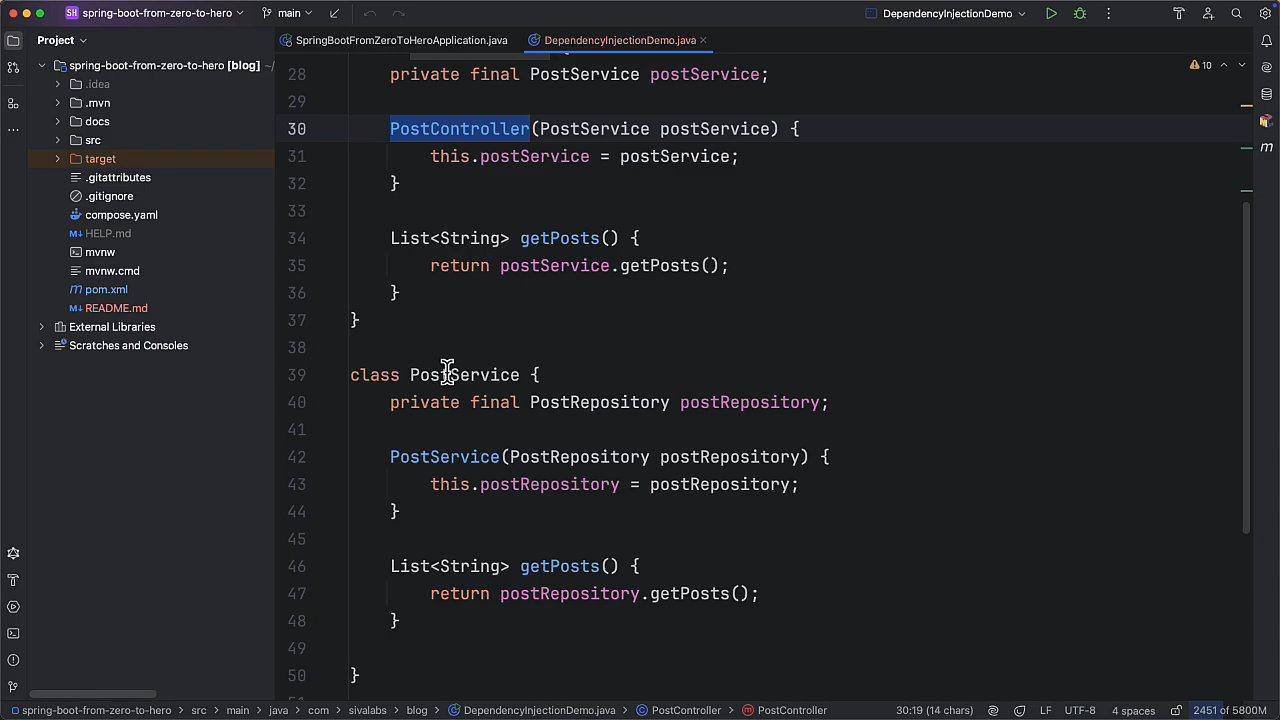 SH spring-boot-from-zero-to-hero main DependencyInjectionDemo
Project
SpringBootFromZeroToHeroApplication.java DependencyInjectionDemo.java
spring-boot-from-zero-to-hero [blog] ~/
.idea
.mvn
docs
src
target
.gitattributes
.gitignore
compose.yaml
HELP.md
mvnw
mvnw.cmd
pom.xml
README.md
External Libraries
Scratches and Consoles
10
28 private final PostService postService;
29
30 PostController(PostService postService) {
31 this.postService = postService;
32 }
33
34 List<String> getPosts() {
35 return postService.getPosts();
36 }
37 }
38
39 class PostService {
40 private final PostRepository postRepository;
41
42 PostService(PostRepository postRepository) {
43 this.postRepository = postRepository;
44 }
45
46 List<String> getPosts() {
47 return postRepository.getPosts();
48 }
49
50 }
spring-boot-from-zero-to-hero > src > main > java > com > sivalabs > blog > DependencyInjectionDemo.java > PostController > PostController 30:19 (14 chars) LF UTF-8 4 spaces 2451 of 5800M